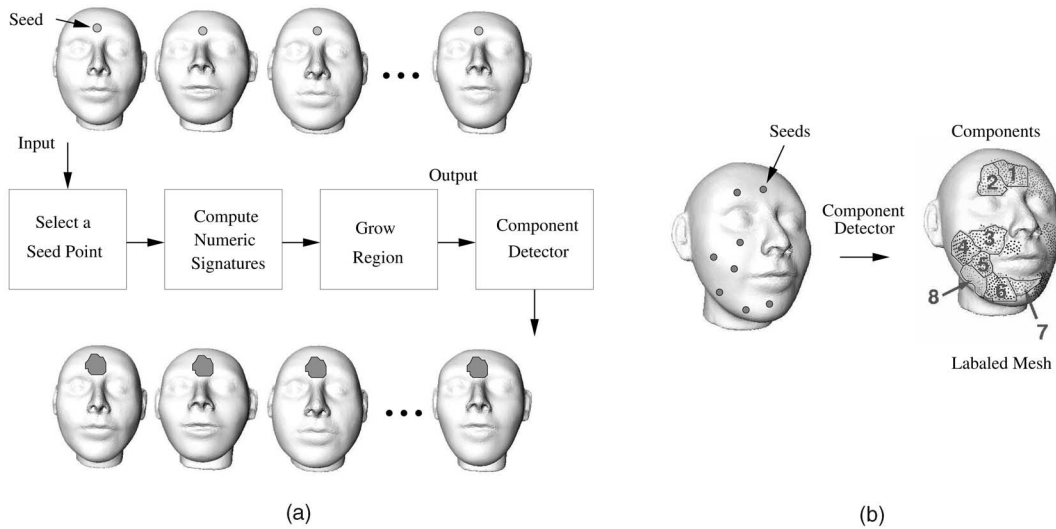 Seed
Input
Output
Select a
Seed Point
Compute
Numeric
Signatures
Grow
Region
Component
Detector
(a)
Seeds
Component
Detector
Components
1
2
3
4
5
6
8
7
Labaled Mesh
(b)